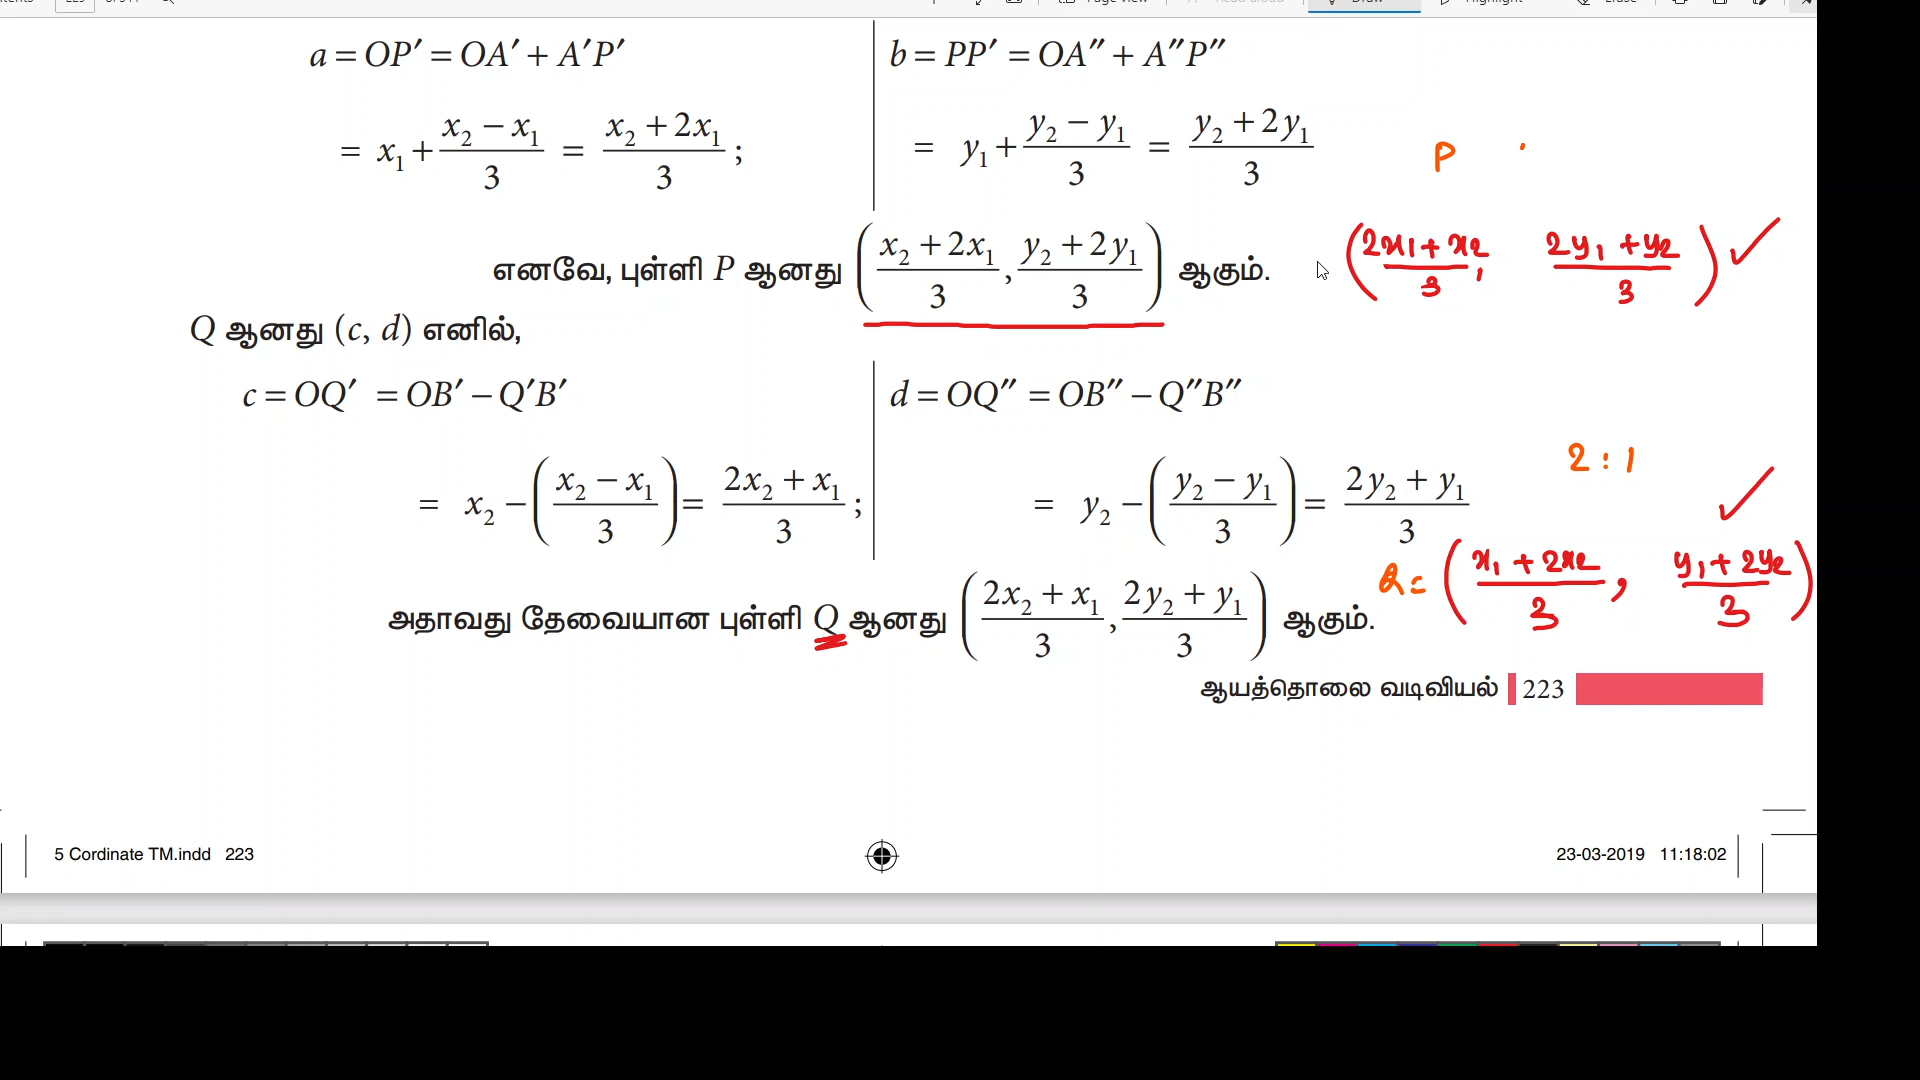 a = OP′ = OA′ + A′P′
b = PP′ = OA″ + A″P″
= x₁ + (x₂ − x₁)/3 = (x₂ + 2x₁)/3 ;
= y₁ + (y₂ − y₁)/3 = (y₂ + 2y₁)/3
P
எனவே, புள்ளி P ஆனது ((x₂ + 2x₁)/3 , (y₂ + 2y₁)/3) ஆகும்.
((2x₁ + x₂)/3 , (2y₁ + y₂)/3) ✓
Q ஆனது (c, d) எனில்,
c = OQ′ = OB′ − Q′B′
d = OQ″ = OB″ − Q″B″
2 : 1
= x₂ − ((x₂ − x₁)/3) = (2x₂ + x₁)/3 ;
= y₂ − ((y₂ − y₁)/3) = (2y₂ + y₁)/3
✓
Q = ((x₁ + 2x₂)/3 , (y₁ + 2y₂)/3)
அதாவது தேவையான புள்ளி Q ஆனது ((2x₂ + x₁)/3 , (2y₂ + y₁)/3) ஆகும்.
ஆயத்தொலை வடிவியல் 223
5 Cordinate TM.indd 223
23-03-2019 11:18:02